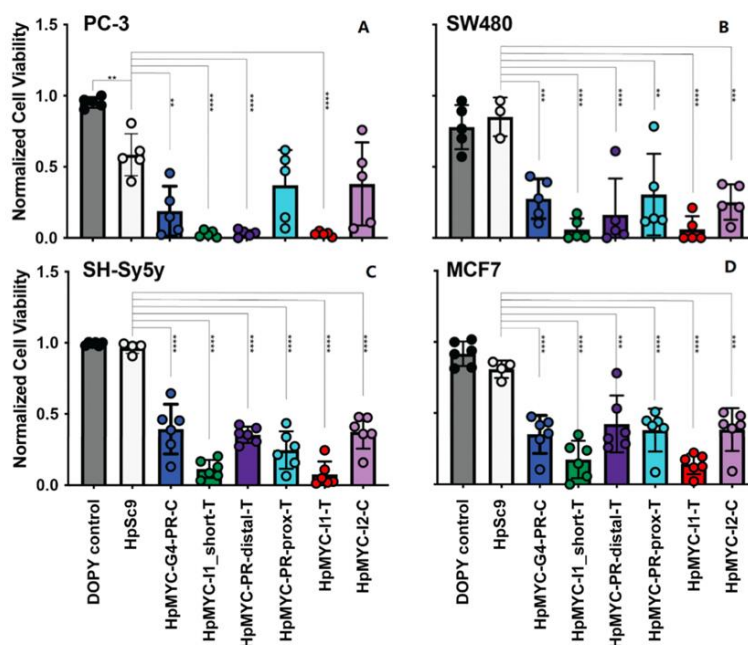 PC-3 A
SW480 B
Normalized Cell Viability
1.5
1.0
0.5
0.0
** ** **** **** ****
*** **** *** ** **** ***
SH-Sy5y C
MCF7 D
Normalized Cell Viability
1.5
1.0
0.5
0.0
**** **** **** **** **** ****
**** **** *** **** **** ***
DOPY control
HpSc9
HpMYC-G4-PR-C
HpMYC-I1_short-T
HpMYC-PR-distal-T
HpMYC-PR-prox-T
HpMYC-I1-T
HpMYC-I2-C
DOPY control
HpSc9
HpMYC-G4-PR-C
HpMYC-I1_short-T
HpMYC-PR-distal-T
HpMYC-PR-prox-T
HpMYC-I1-T
HpMYC-I2-C